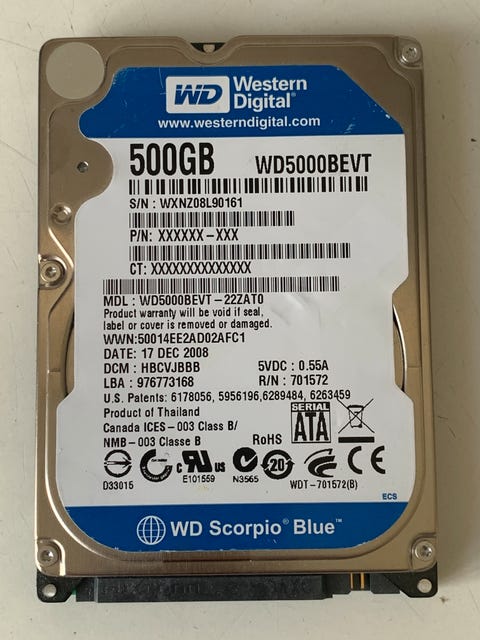 WD Western
Digital®
www.westerndigital.com
500GB WD5000BEVT
S/N : WXNZ08L90161
P/N: XXXXXX-XXX
CT: XXXXXXXXXXXXXX
MDL : WD5000BEVT-22ZAT0
Product warranty will be void if seal,
label or cover is removed or damaged.
WWN:50014EE2AD02AFC1
DATE: 17 DEC 2008
DCM : HBCVJBBB 5VDC : 0.55A
LBA : 976773168 R/N : 701572
U.S. Patents: 6178056, 5956196,6289484, 6263459
Product of Thailand
Canada ICES-003 Class B/
NMB-003 Classe B RoHS SERIAL ATA
D33015 c UR us E101559 N3565 20 CE
WDT-701572(B)
ECS
WD Scorpio® Blue™